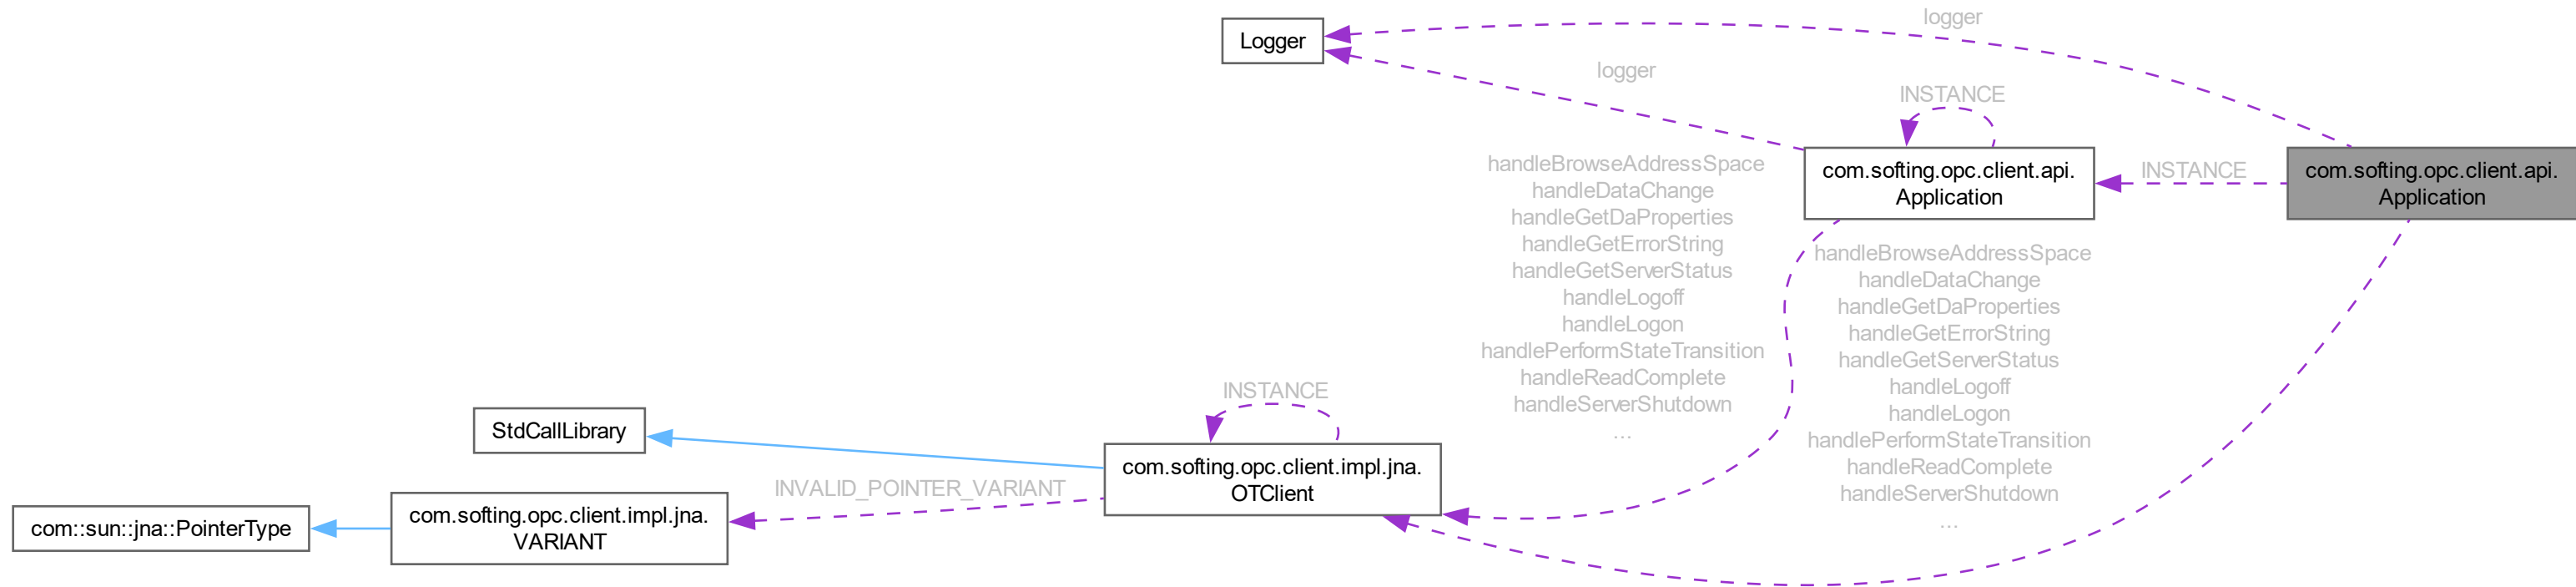 logger
Logger
logger
INSTANCE
com.softing.opc.client.api.
Application
INSTANCE
com.softing.opc.client.api.
Application
handleBrowseAddressSpace
handleDataChange
handleGetDaProperties
handleGetErrorString
handleGetServerStatus
handleLogoff
handleLogon
handlePerformStateTransition
handleReadComplete
handleServerShutdown
...
handleBrowseAddressSpace
handleDataChange
handleGetDaProperties
handleGetErrorString
handleGetServerStatus
handleLogoff
handleLogon
handlePerformStateTransition
handleReadComplete
handleServerShutdown
...
INSTANCE
StdCallLibrary
com.softing.opc.client.impl.jna.
OTClient
INVALID_POINTER_VARIANT
com::sun::jna::PointerType
com.softing.opc.client.impl.jna.
VARIANT